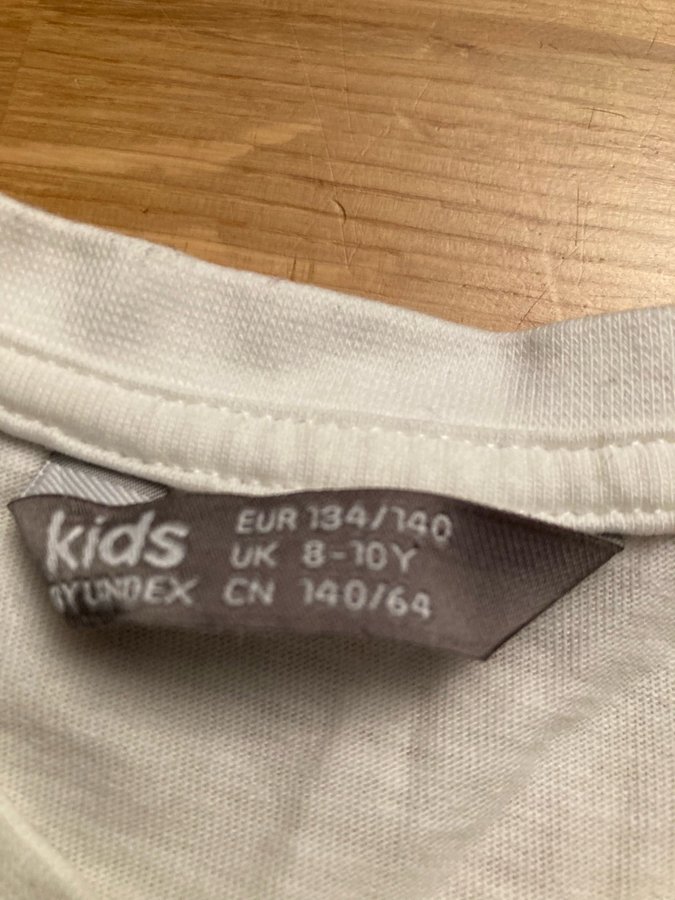 kids
BY LINDEX
EUR 134/140
UK 8-10Y
CN 140/64